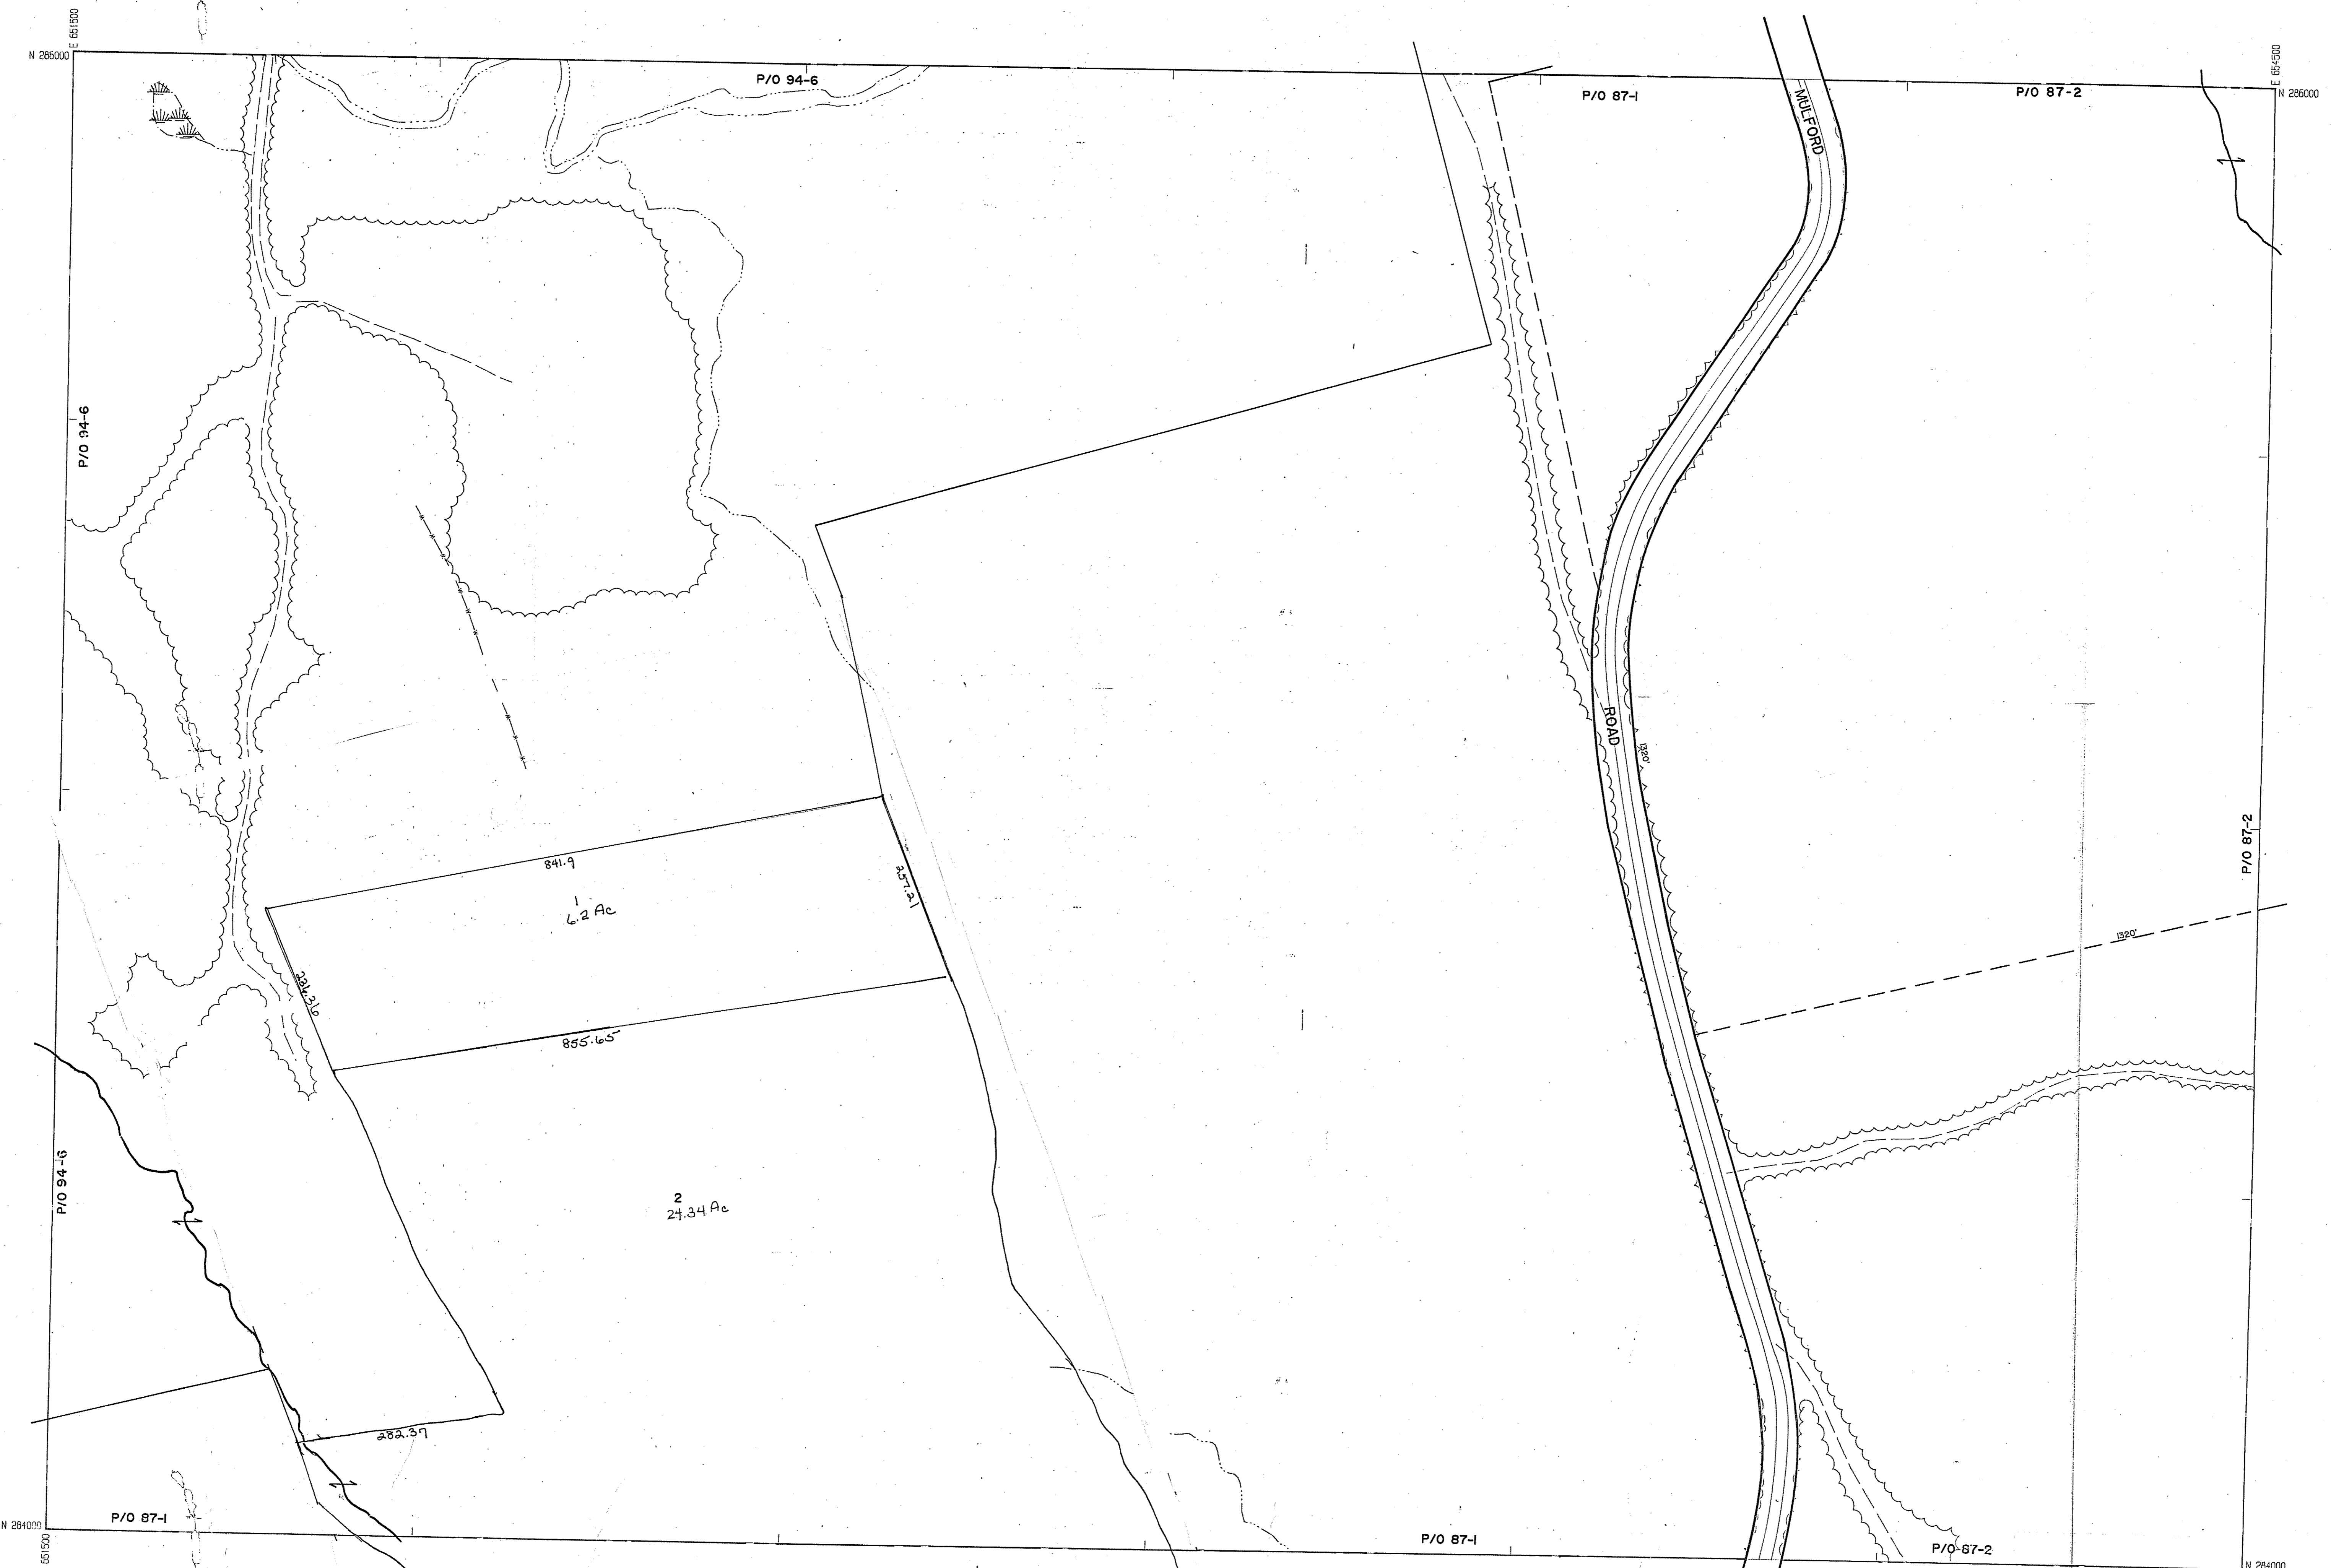 E 651500
N 286000
P/O 94-6
P/O 87-1
P/O 87-2
E 654500
N 286000
MULFORD
P/O 94-6
ROAD
1320'
P/O 87-2
841.9
1
6.2 Ac
257.21
1320'
236.36
855.65
P/O 94-6
2
24.34 Ac
282.37
P/O 87-1
N 284000
651500
P/O 87-1
P/O 87-2
N 284000